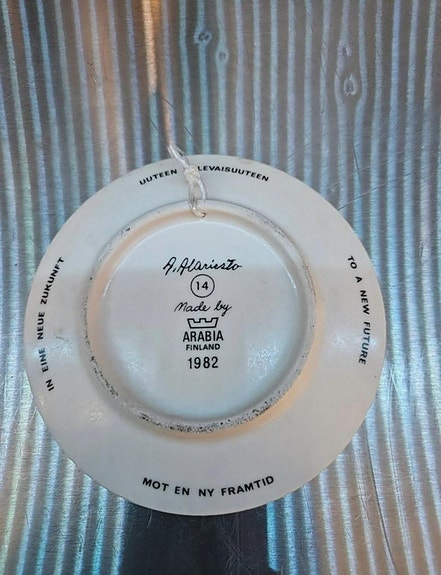 UUTEEN LEVAISUUTEEN
IN EINE NEUE ZUKUNFT
TO A NEW FUTURE
A. Alariesto
14
Made by
ARABIA
FINLAND
1982
MOT EN NY FRAMTID